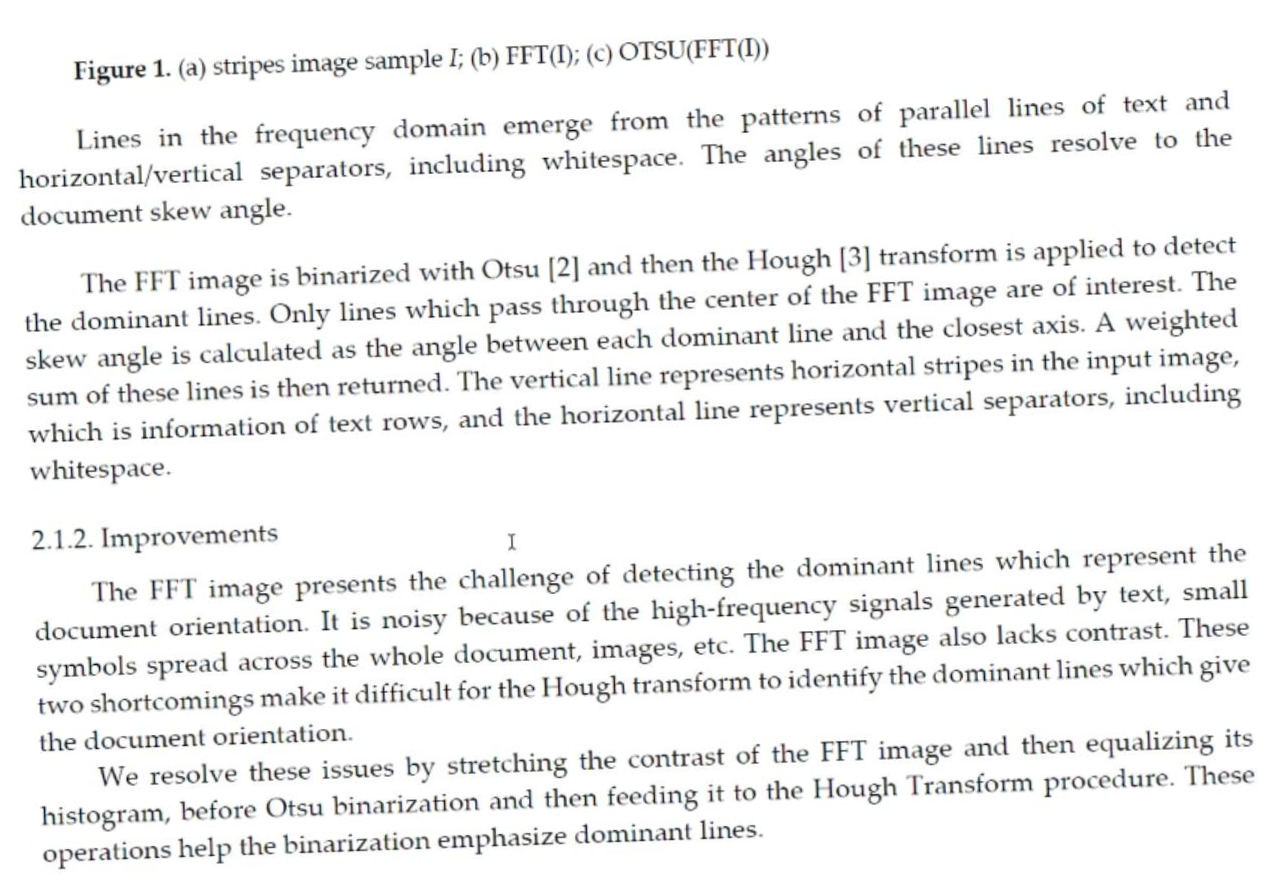 Figure 1. (a) stripes image sample I; (b) FFT(I); (c) OTSU(FFT(I))
Lines in the frequency domain emerge from the patterns of parallel lines of text and
horizontal/vertical separators, including whitespace. The angles of these lines resolve to the
document skew angle.
The FFT image is binarized with Otsu [2] and then the Hough [3] transform is applied to detect
the dominant lines. Only lines which pass through the center of the FFT image are of interest. The
skew angle is calculated as the angle between each dominant line and the closest axis. A weighted
sum of these lines is then returned. The vertical line represents horizontal stripes in the input image,
which is information of text rows, and the horizontal line represents vertical separators, including
whitespace.
2.1.2. Improvements
The FFT image presents the challenge of detecting the dominant lines which represent the
document orientation. It is noisy because of the high-frequency signals generated by text, small
symbols spread across the whole document, images, etc. The FFT image also lacks contrast. These
two shortcomings make it difficult for the Hough transform to identify the dominant lines which give
the document orientation.
We resolve these issues by stretching the contrast of the FFT image and then equalizing its
histogram, before Otsu binarization and then feeding it to the Hough Transform procedure. These
operations help the binarization emphasize dominant lines.